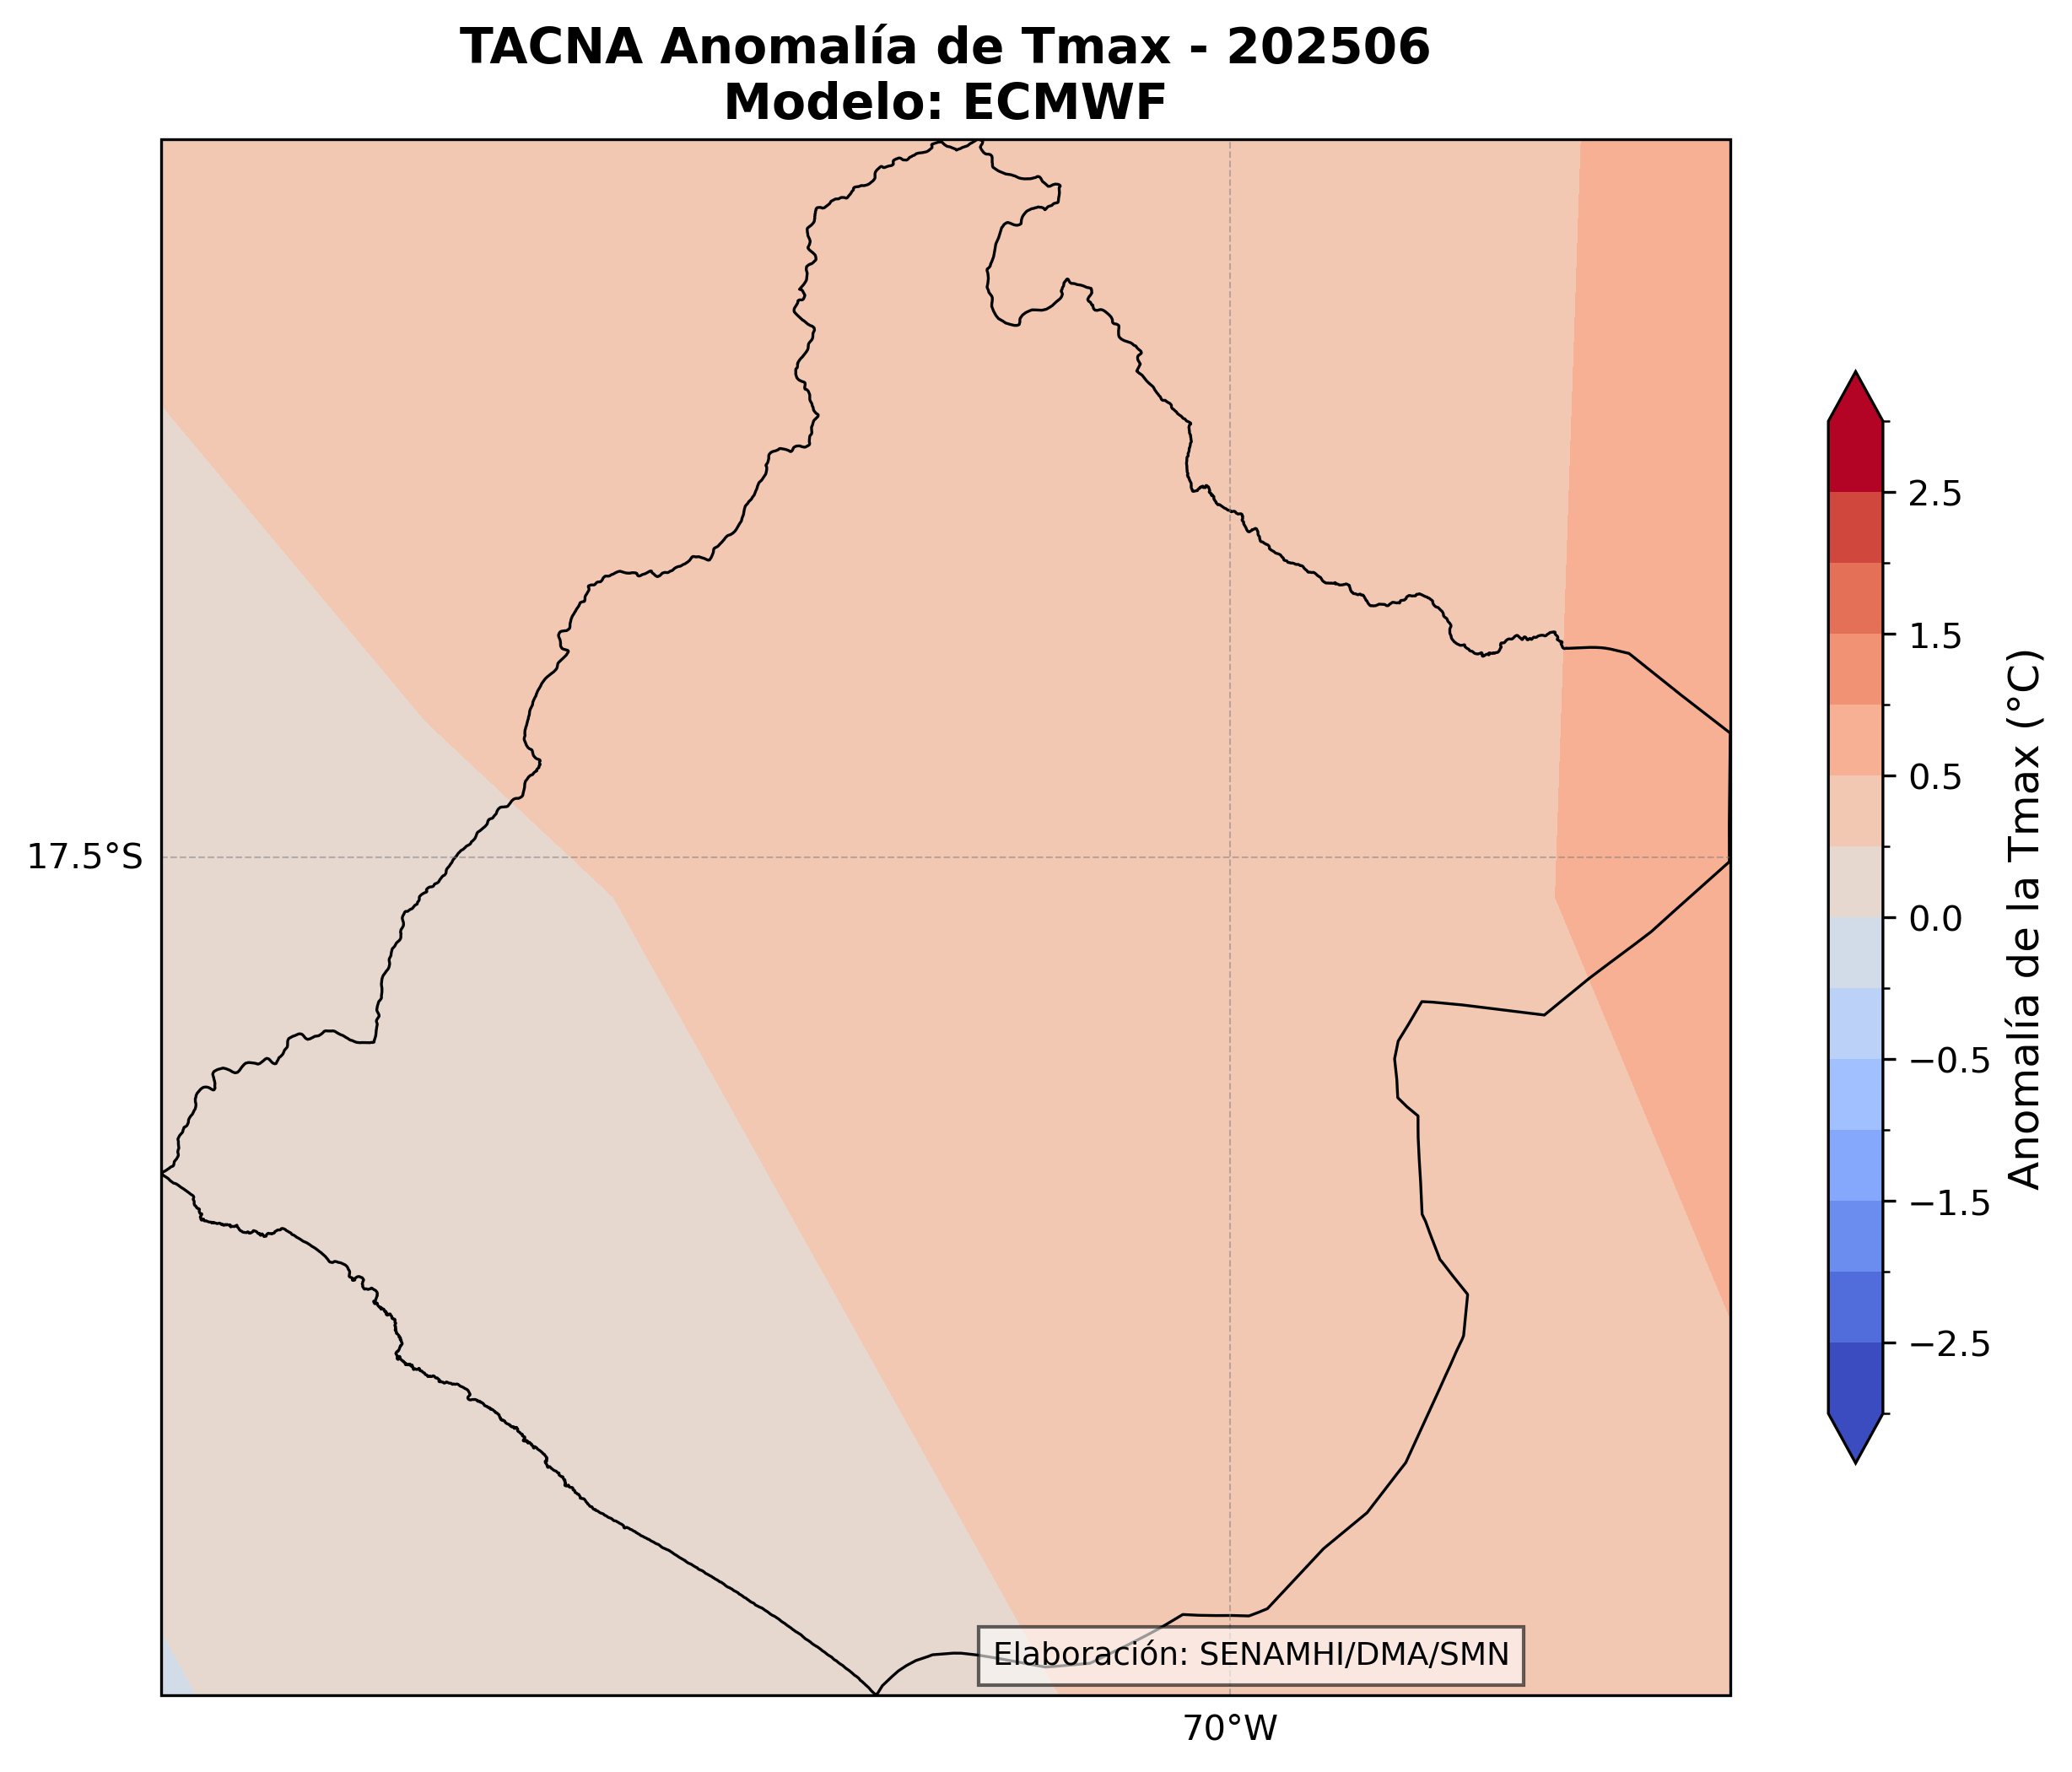 TACNA Anomalía de Tmax - 202506
Modelo: ECMWF
17.5°S
70°W
Elaboración: SENAMHI/DMA/SMN
2.5
1.5
0.5
0.0
−0.5
−1.5
−2.5
Anomalía de la Tmax (°C)